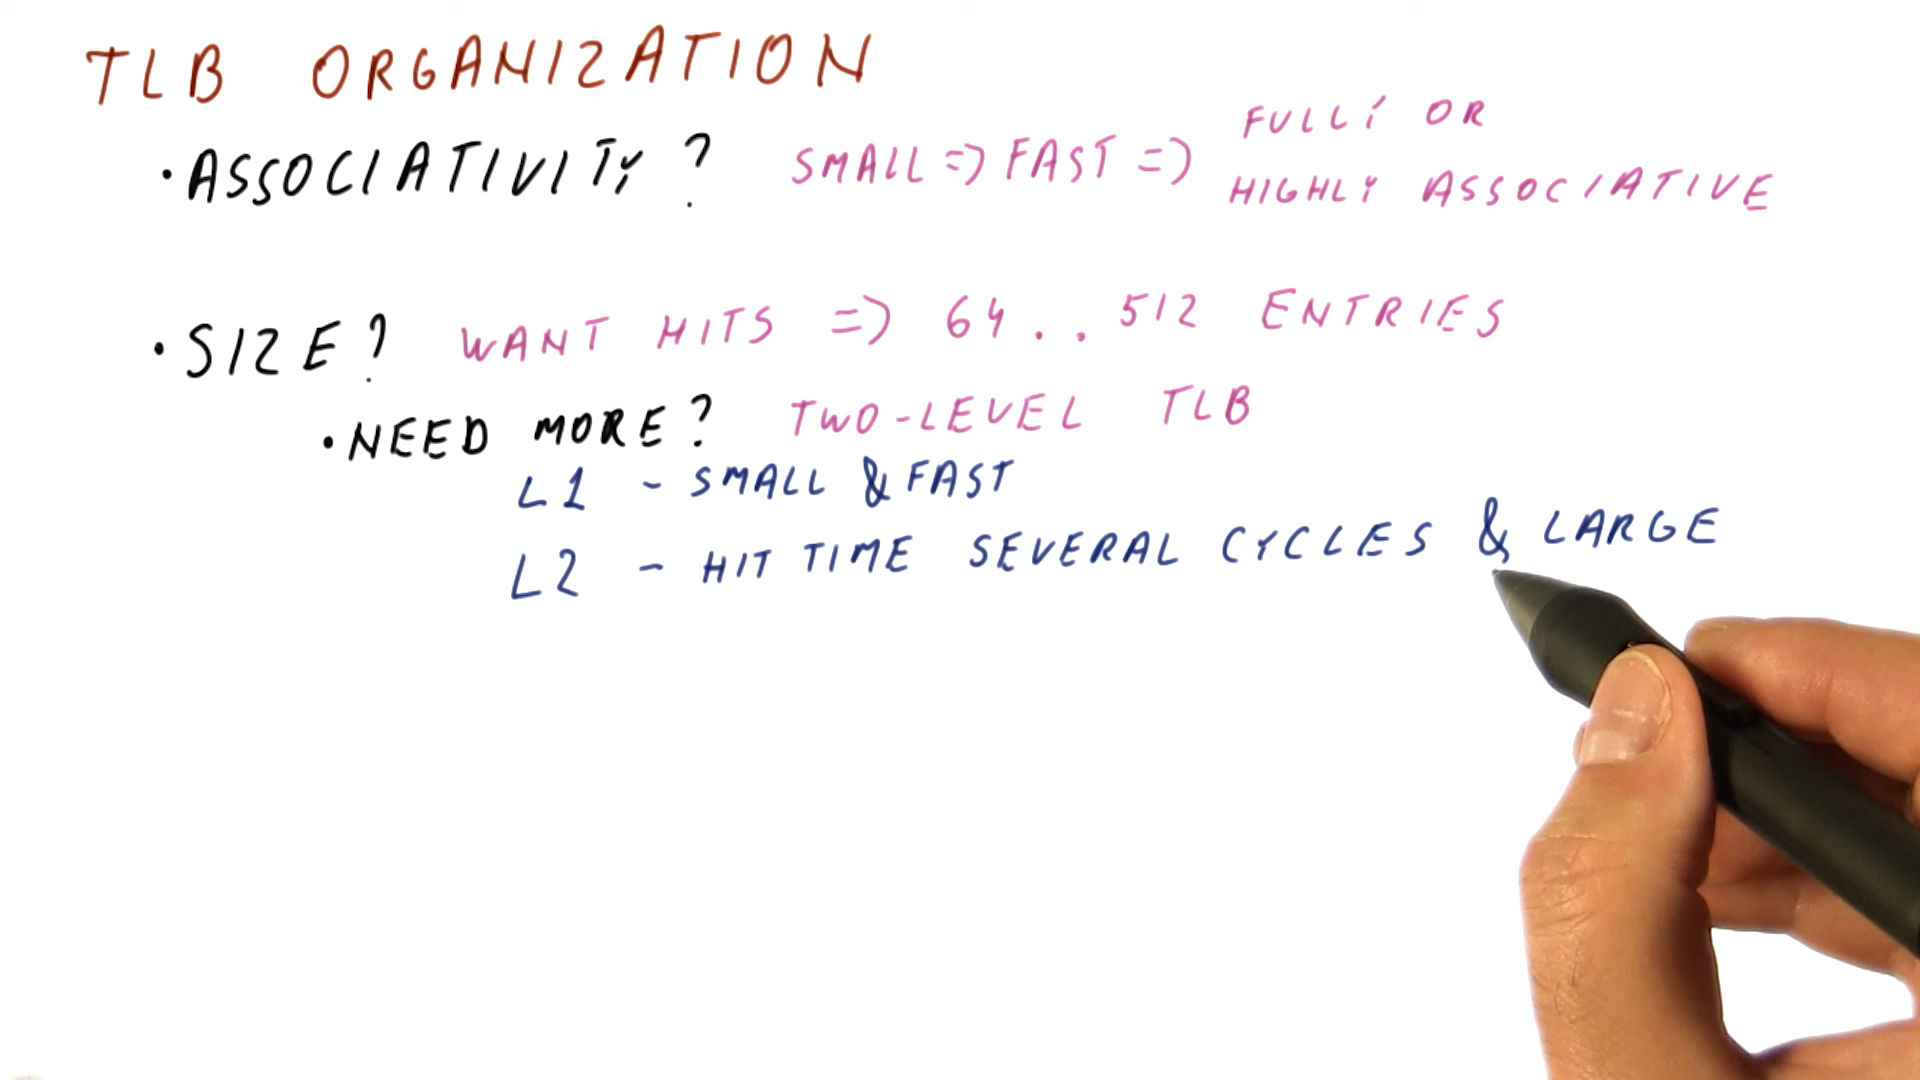 TLB ORGANIZATION
FULLY OR
• ASSOCIATIVITY? SMALL => FAST => HIGHLY ASSOCIATIVE
• SIZE? WANT HITS => 64..512 ENTRIES
• NEED MORE? TWO-LEVEL TLB
L1 - SMALL & FAST
L2 - HIT TIME SEVERAL CYCLES & LARGE